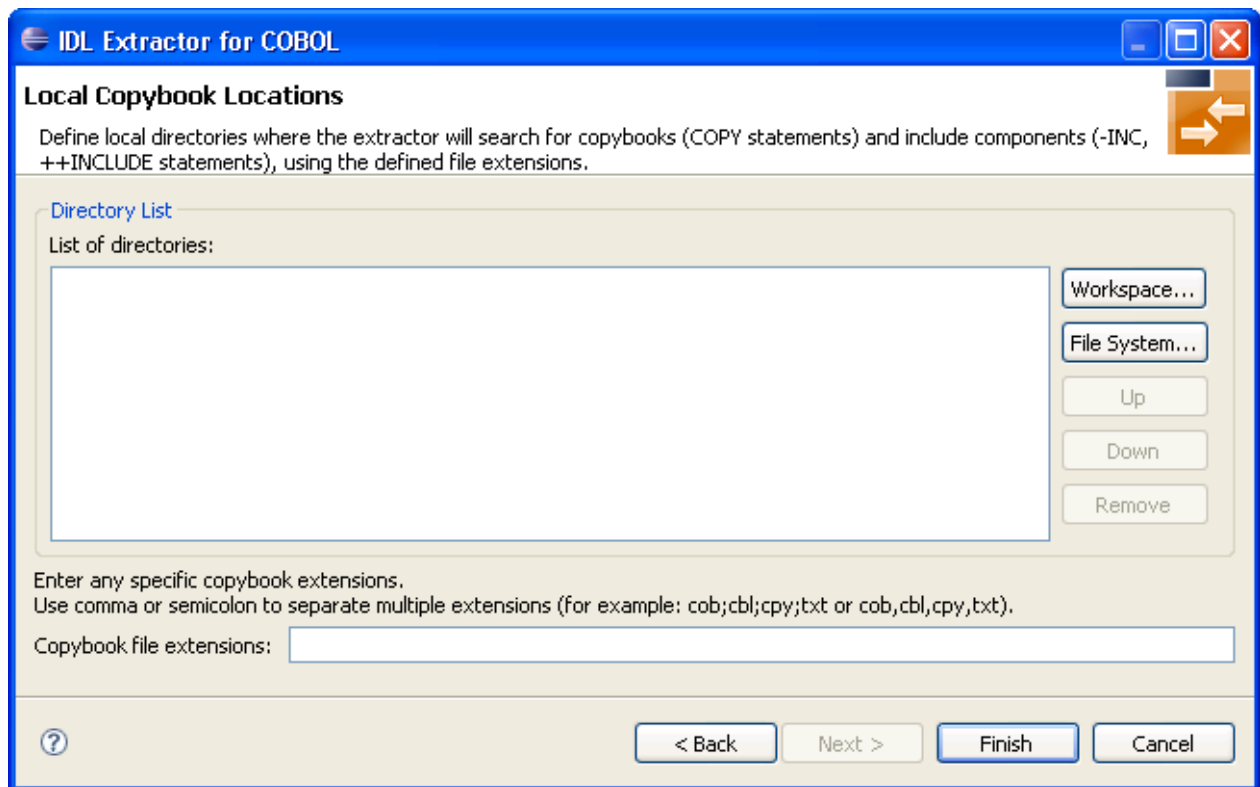 IDL Extractor for COBOL
Local Copybook Locations
Define local directories where the extractor will search for copybooks (COPY statements) and include components (-INC,
++INCLUDE statements), using the defined file extensions.
Directory List
List of directories:
Workspace...
File System...
Up
Down
Remove
Enter any specific copybook extensions.
Use comma or semicolon to separate multiple extensions (for example: cob;cbl;cpy;txt or cob,cbl,cpy,txt).
Copybook file extensions:
? < Back Next > Finish Cancel